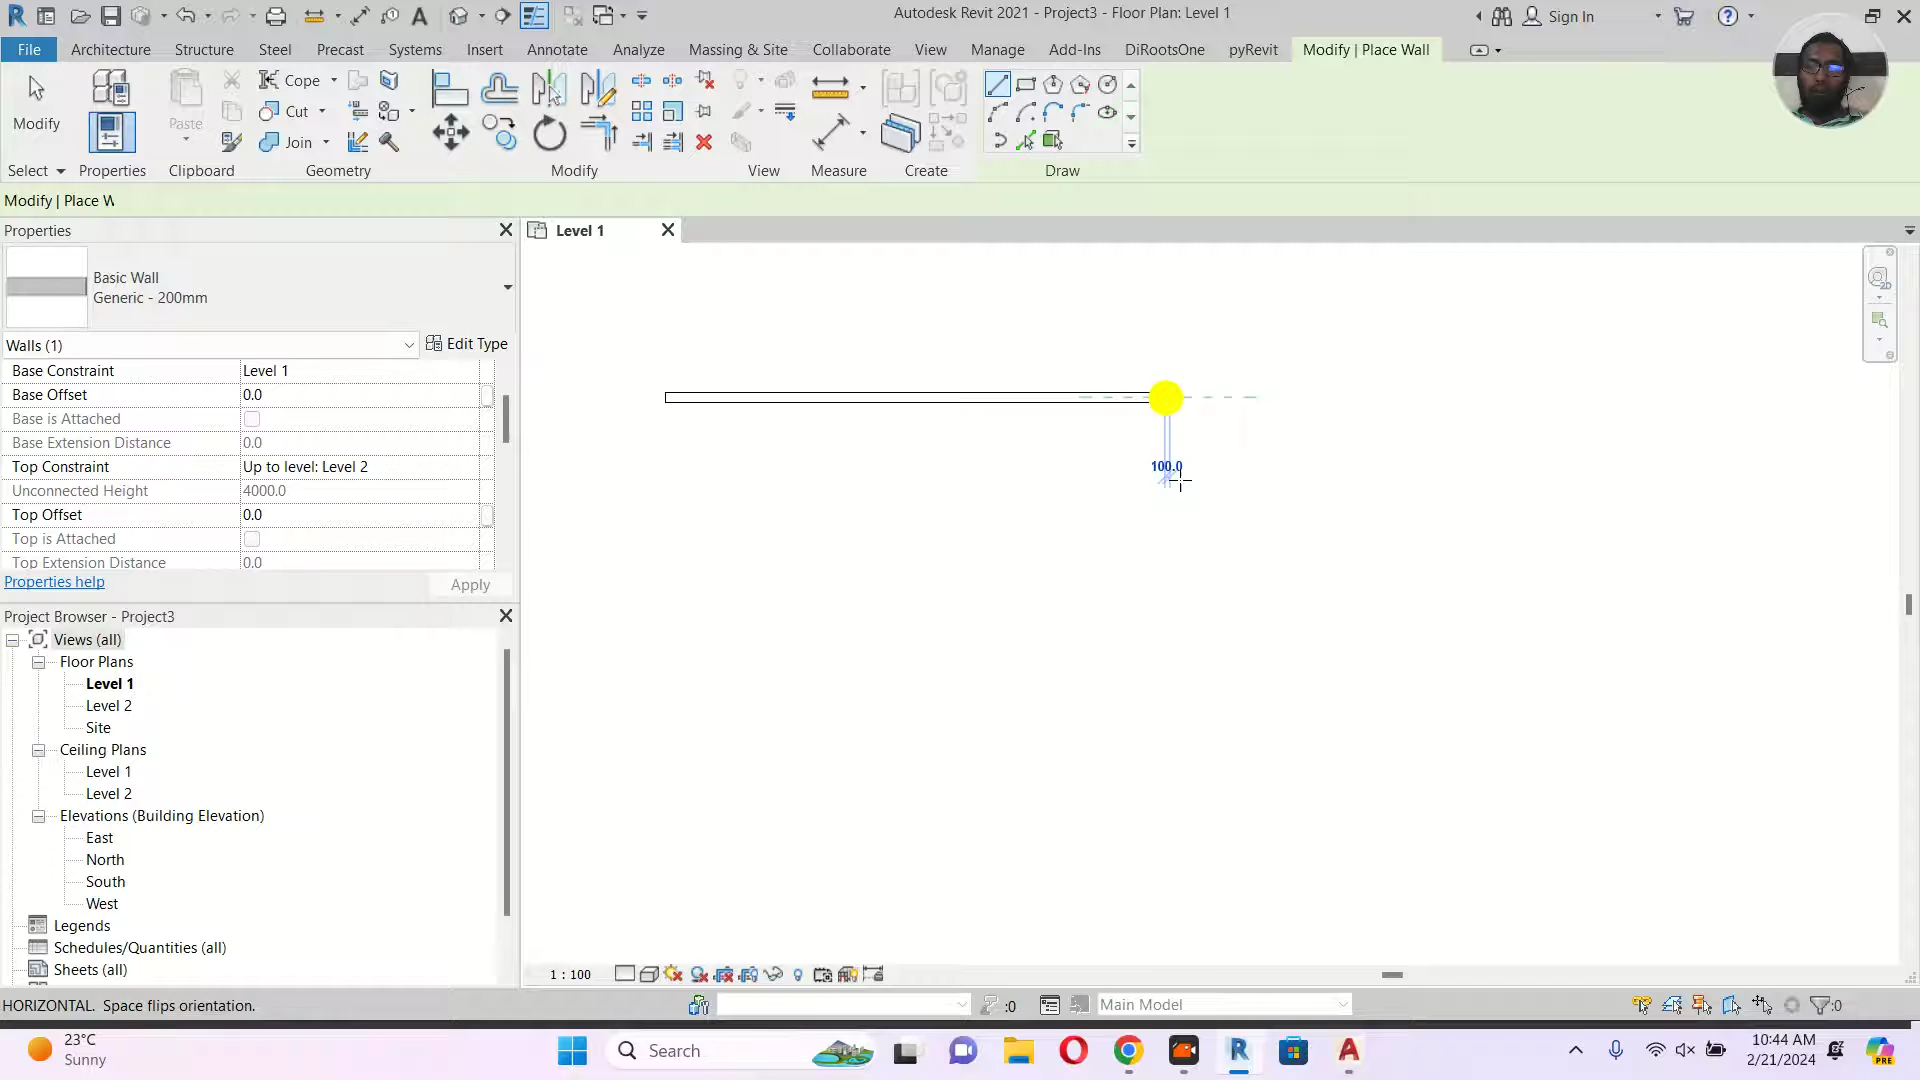 Autodesk Revit 2021 - Project3 - Floor Plan: Level 1
Sign In
File
Architecture
Structure
Steel
Precast
Systems
Insert
Annotate
Analyze
Massing & Site
Collaborate
View
Manage
Add-Ins
DiRootsOne
pyRevit
Modify | Place Wall
Modify
Paste
Cope
Cut
Join
Select
Properties
Clipboard
Geometry
Modify
View
Measure
Create
Draw
Modify | Place W
Properties
Level 1
Basic Wall
Generic - 200mm
Walls (1)
Edit Type
Base Constraint Level 1
Base Offset 0.0
Base is Attached
Base Extension Distance 0.0
Top Constraint Up to level: Level 2
Unconnected Height 4000.0
Top Offset 0.0
Top is Attached
Top Extension Distance 0.0
Properties help
Apply
100.0
2D
Project Browser - Project3
Views (all)
Floor Plans
Level 1
Level 2
Site
Ceiling Plans
Level 1
Level 2
Elevations (Building Elevation)
East
North
South
West
Legends
Schedules/Quantities (all)
Sheets (all)
1 : 100
HORIZONTAL. Space flips orientation.
:0
Main Model
:0
23°C
Sunny
Search
10:44 AM
2/21/2024
PRE